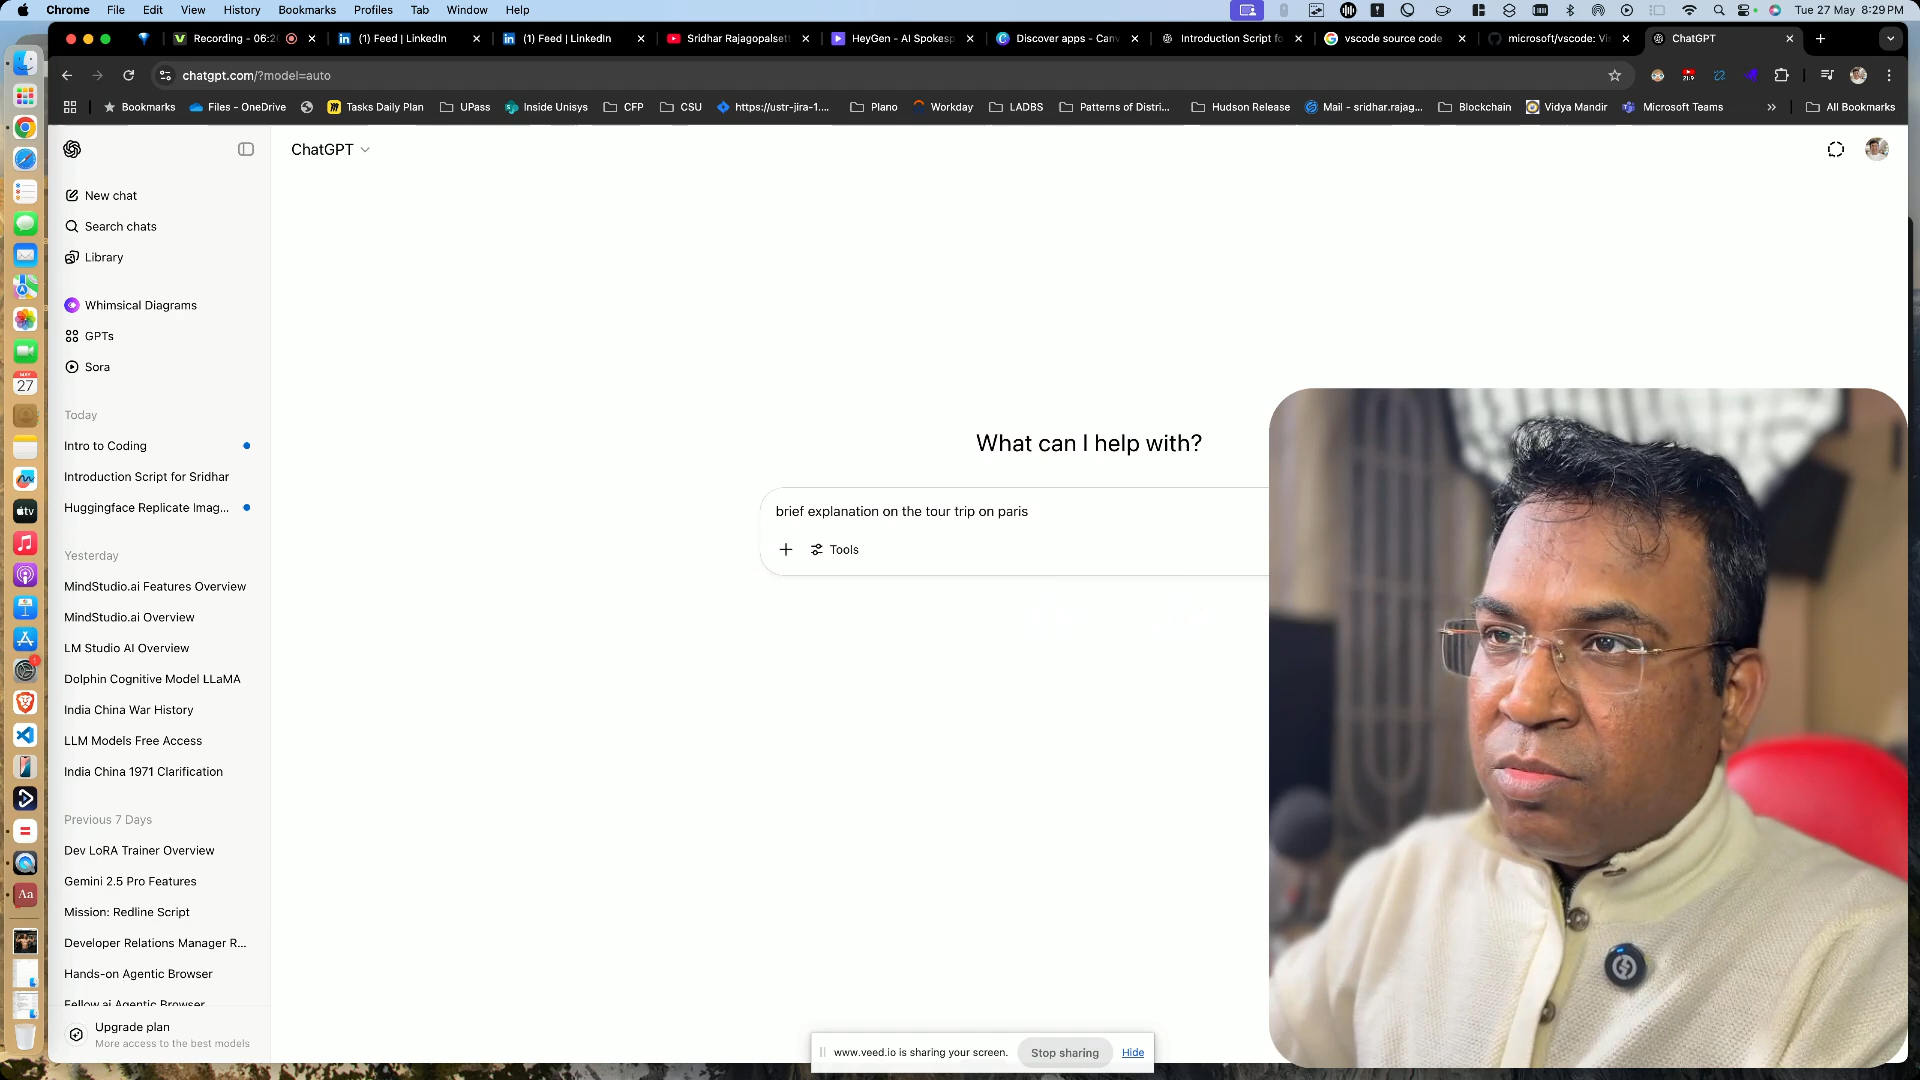 Chrome File Edit View History Bookmarks Profiles Tab Window Help Tue 27 May 8:29 PM
Recording - 06:2 (1) Feed | LinkedIn (1) Feed | LinkedIn Sridhar Rajagopalset HeyGen - AI Spokesp Discover apps - Canv Introduction Script fo vscode source code microsoft/vscode: Vi ChatGPT
chatgpt.com/?model=auto
Bookmarks Files - OneDrive Tasks Daily Plan UPass Inside Unisys CFP CSU https://ustr-jira-1.... Plano Workday LADBS Patterns of Distri... Hudson Release Mail - sridhar.rajag... Blockchain Vidya Mandir Microsoft Teams All Bookmarks
ChatGPT
New chat
Search chats
Library
Whimsical Diagrams
GPTs
Sora
Today
Intro to Coding
Introduction Script for Sridhar
Huggingface Replicate Imag...
Yesterday
MindStudio.ai Features Overview
MindStudio.ai Overview
LM Studio AI Overview
Dolphin Cognitive Model LLaMA
India China War History
LLM Models Free Access
India China 1971 Clarification
Previous 7 Days
Dev LoRA Trainer Overview
Gemini 2.5 Pro Features
Mission: Redline Script
Developer Relations Manager R...
Hands-on Agentic Browser
Fellow.ai Agentic Browser
Upgrade plan
More access to the best models
What can I help with?
brief explanation on the tour trip on paris
Tools
www.veed.io is sharing your screen. Stop sharing Hide